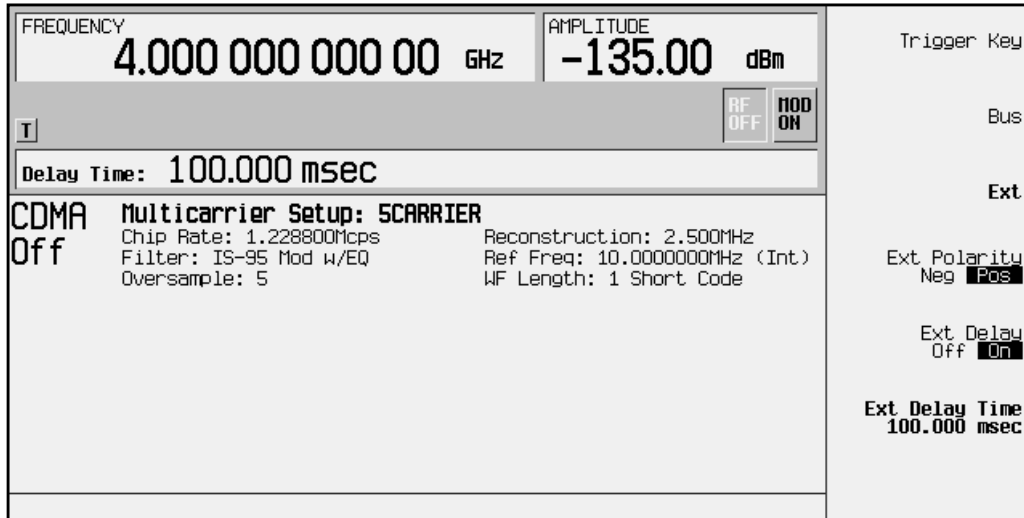 FREQUENCY
4.000 000 000 00 GHz
AMPLITUDE
-135.00 dBm
T
RF OFF
MOD ON
Delay Time: 100.000 msec
CDMA
Off
Multicarrier Setup: 5CARRIER
Chip Rate: 1.228800Mcps
Reconstruction: 2.500MHz
Filter: IS-95 Mod w/EQ
Ref Freq: 10.0000000MHz (Int)
Oversample: 5
WF Length: 1 Short Code
Trigger Key
Bus
Ext
Ext Polarity
Neg Pos
Ext Delay
Off On
Ext Delay Time
100.000 msec